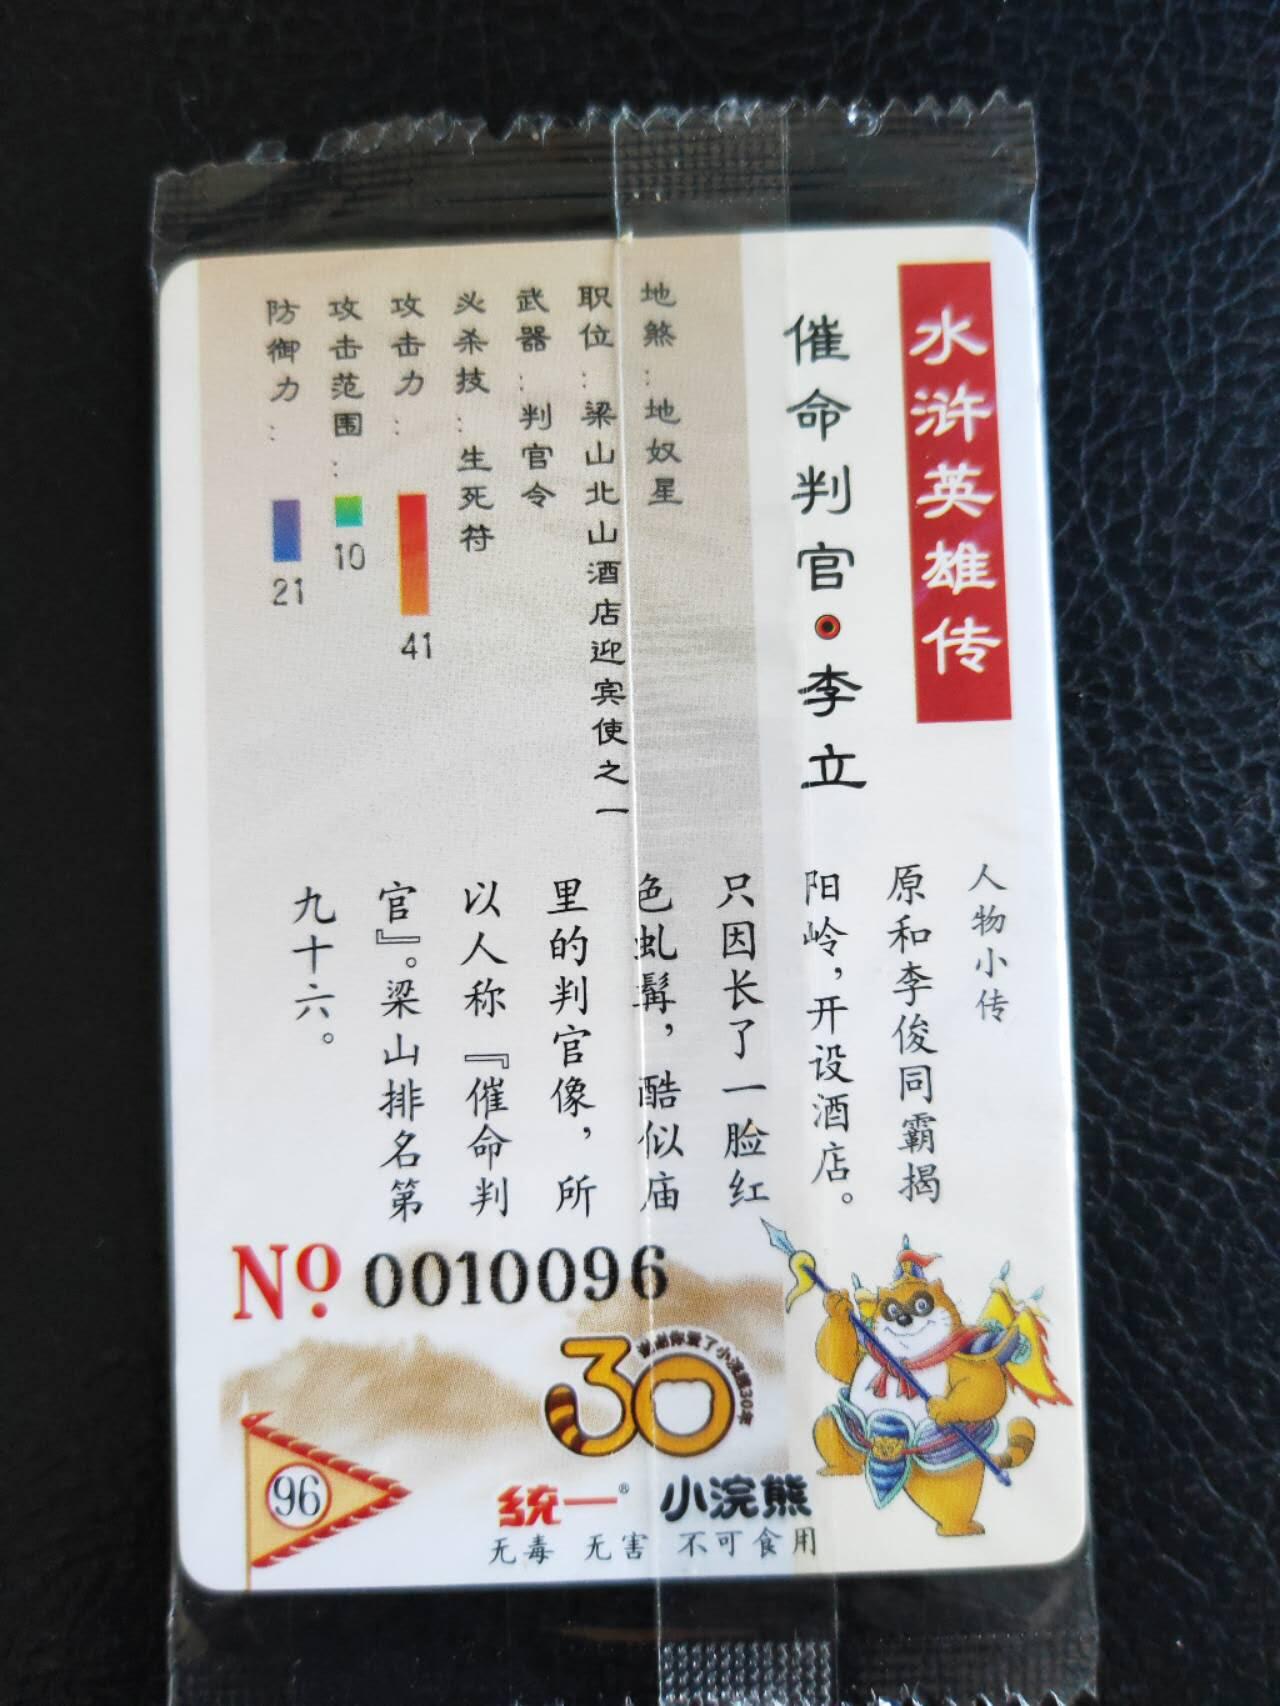 水浒英雄传
催命判官·李立
地煞：地奴星
职位：梁山北山酒店迎宾使之一
武器：判官令
必杀技：生死符
攻击力：
41
攻击范围：
10
防御力：
21
人物小传
原和李俊同霸揭
阳岭，开设酒店。
只因长了一脸红
色虬髯，酷似庙
里的判官像，所
以人称『催命判
官』。梁山排名第
九十六。
No. 0010096
30
96
统一® 小浣熊
无毒 无害 不可食用